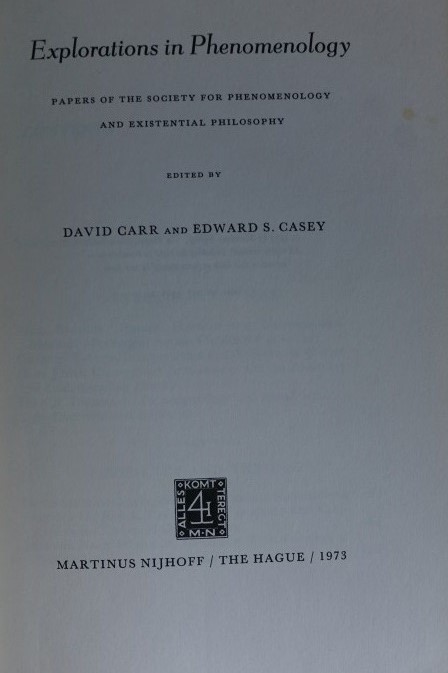 Explorations in Phenomenology
PAPERS OF THE SOCIETY FOR PHENOMENOLOGY
AND EXISTENTIAL PHILOSOPHY
EDITED BY
DAVID CARR AND EDWARD S. CASEY
ALLES KOMT TERECHT
M·N
MARTINUS NIJHOFF / THE HAGUE / 1973